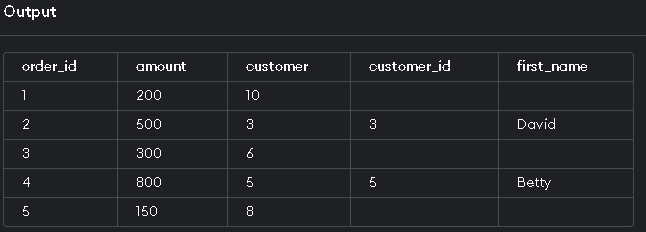 Output
order_id amount customer customer_id first_name
1 200 10
2 500 3 3 David
3 300 6
4 800 5 5 Betty
5 150 8